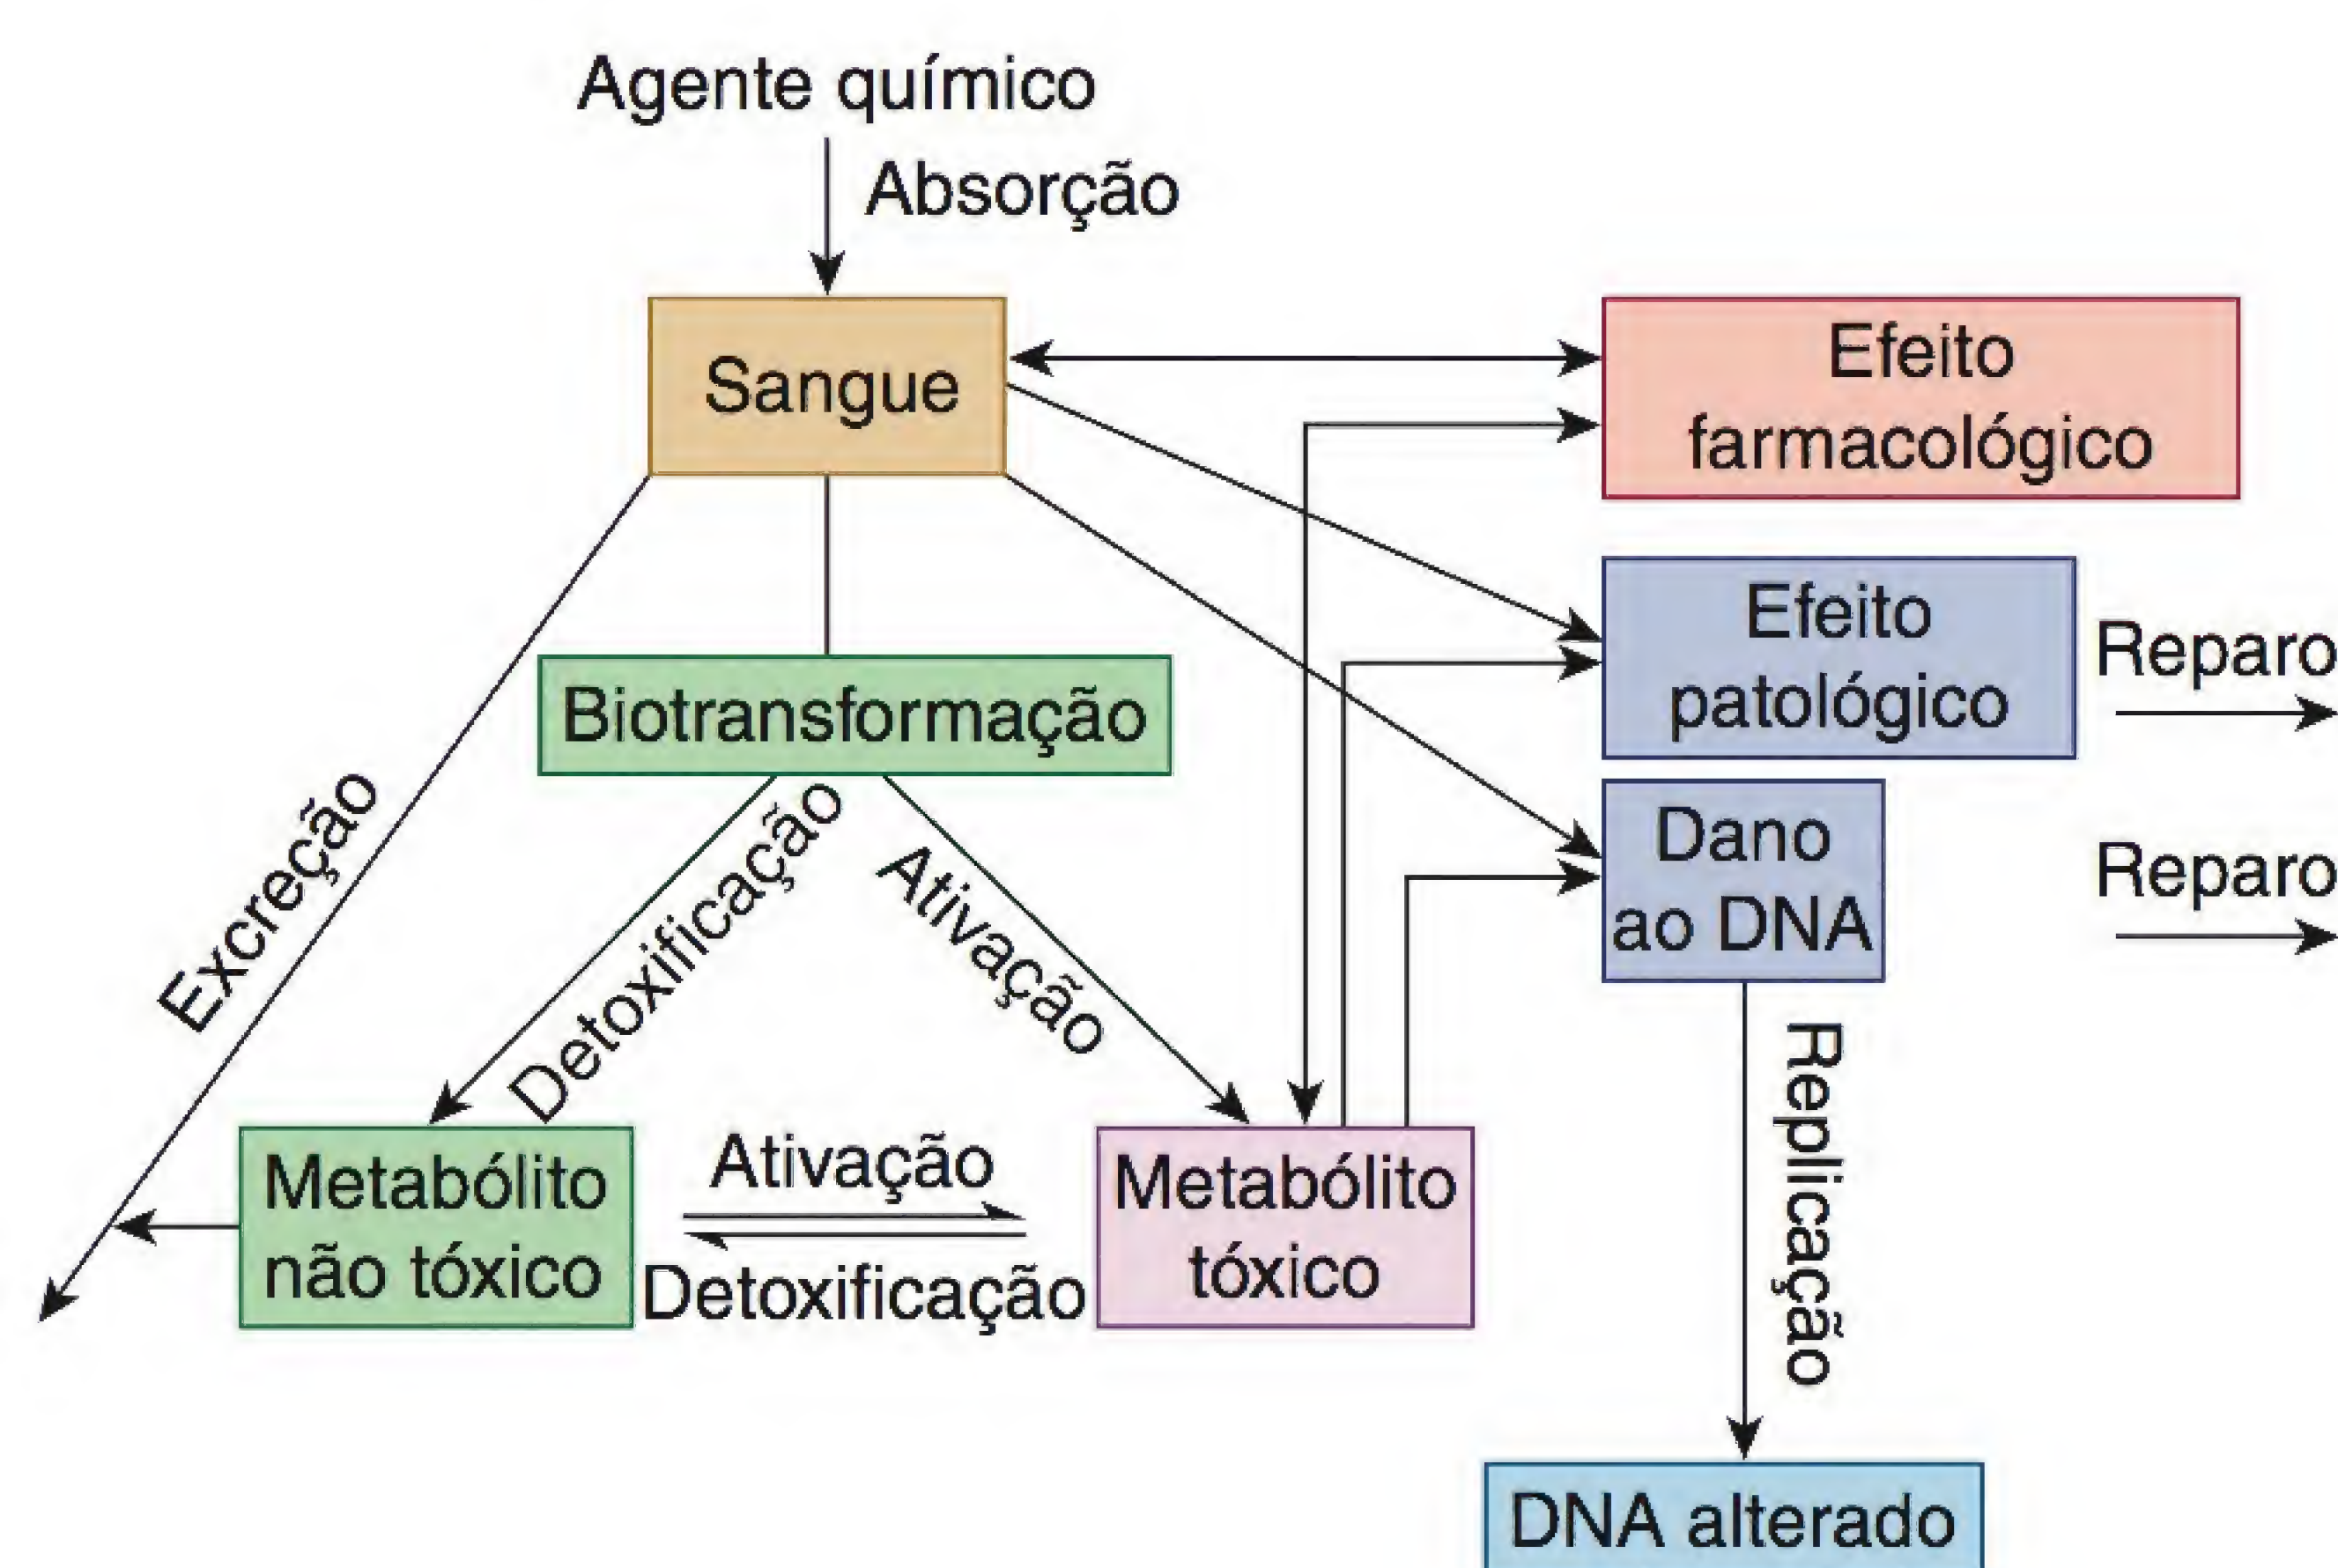 Agente químico
Absorção
Sangue
Efeito
farmacológico
Efeito
patológico
Reparo
Biotransformação
Dano
ao DNA
Reparo
Excreção
Detoxificação
Ativação
Replicação
Metabólito
não tóxico
Ativação
Detoxificação
Metabólito
tóxico
DNA alterado